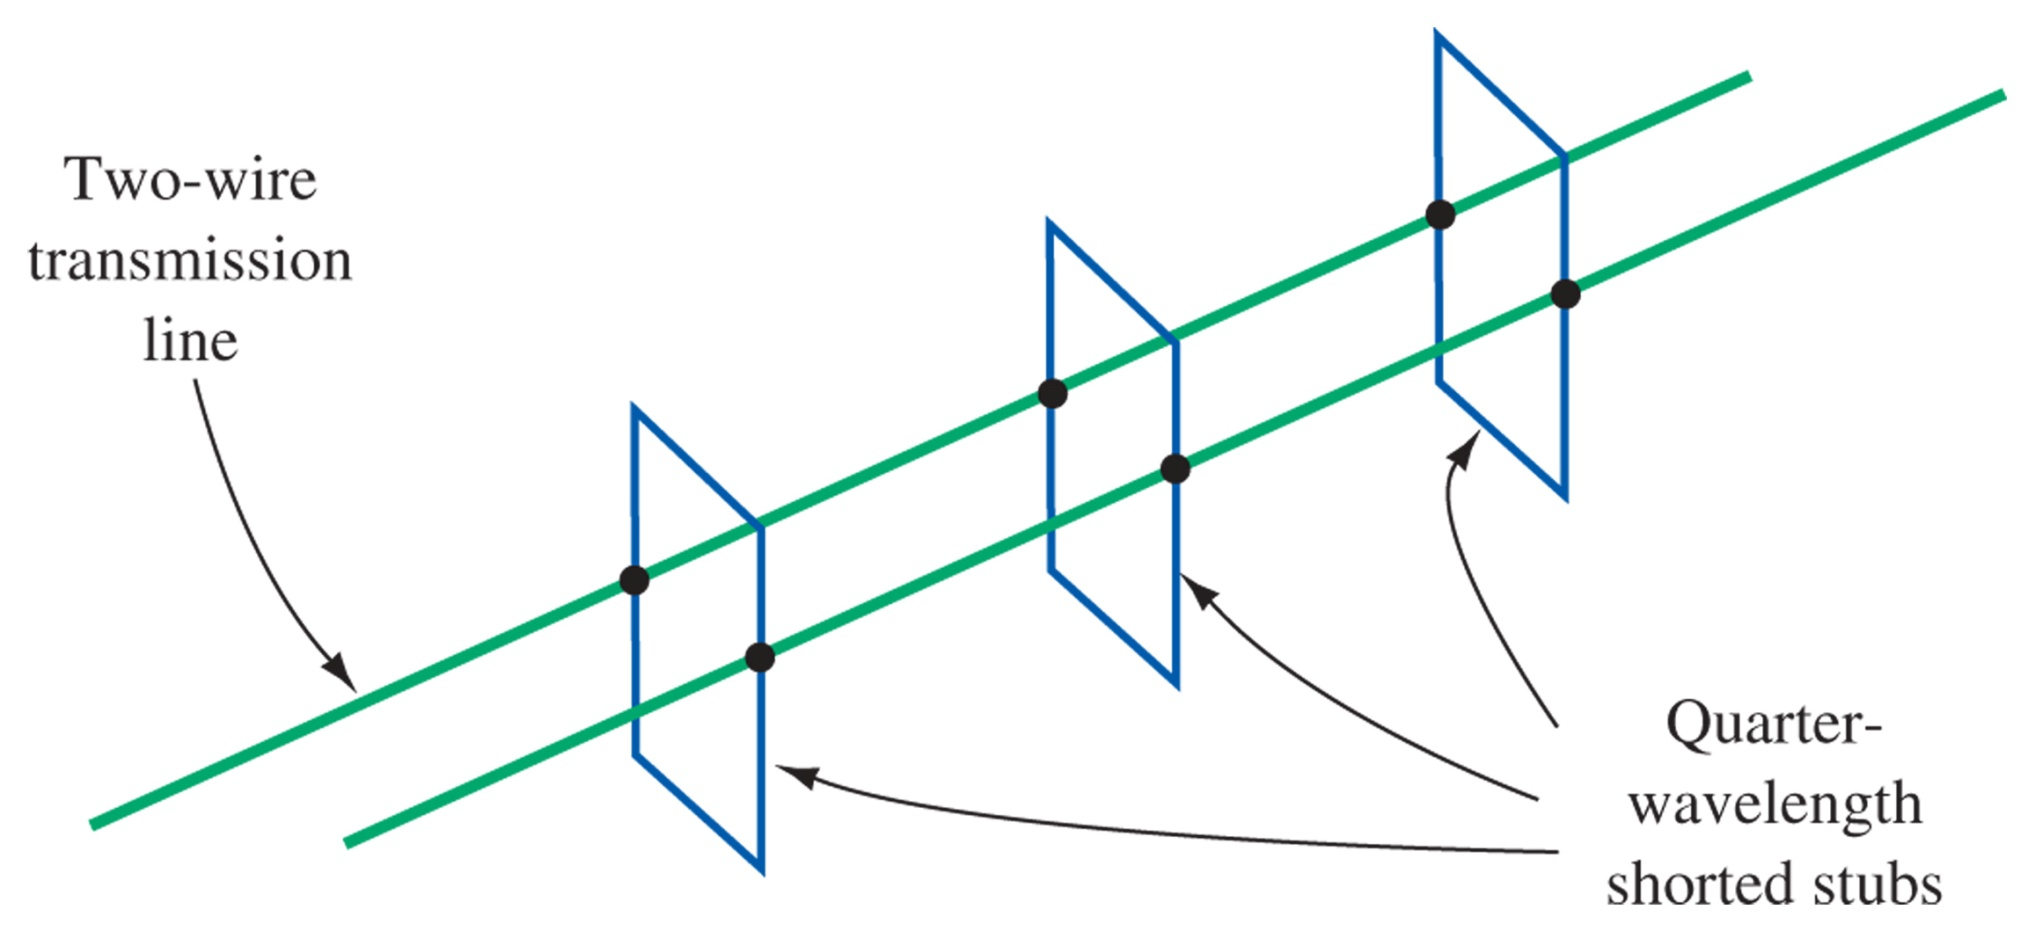 Two-wire
transmission
line
Quarter-
wavelength
shorted stubs